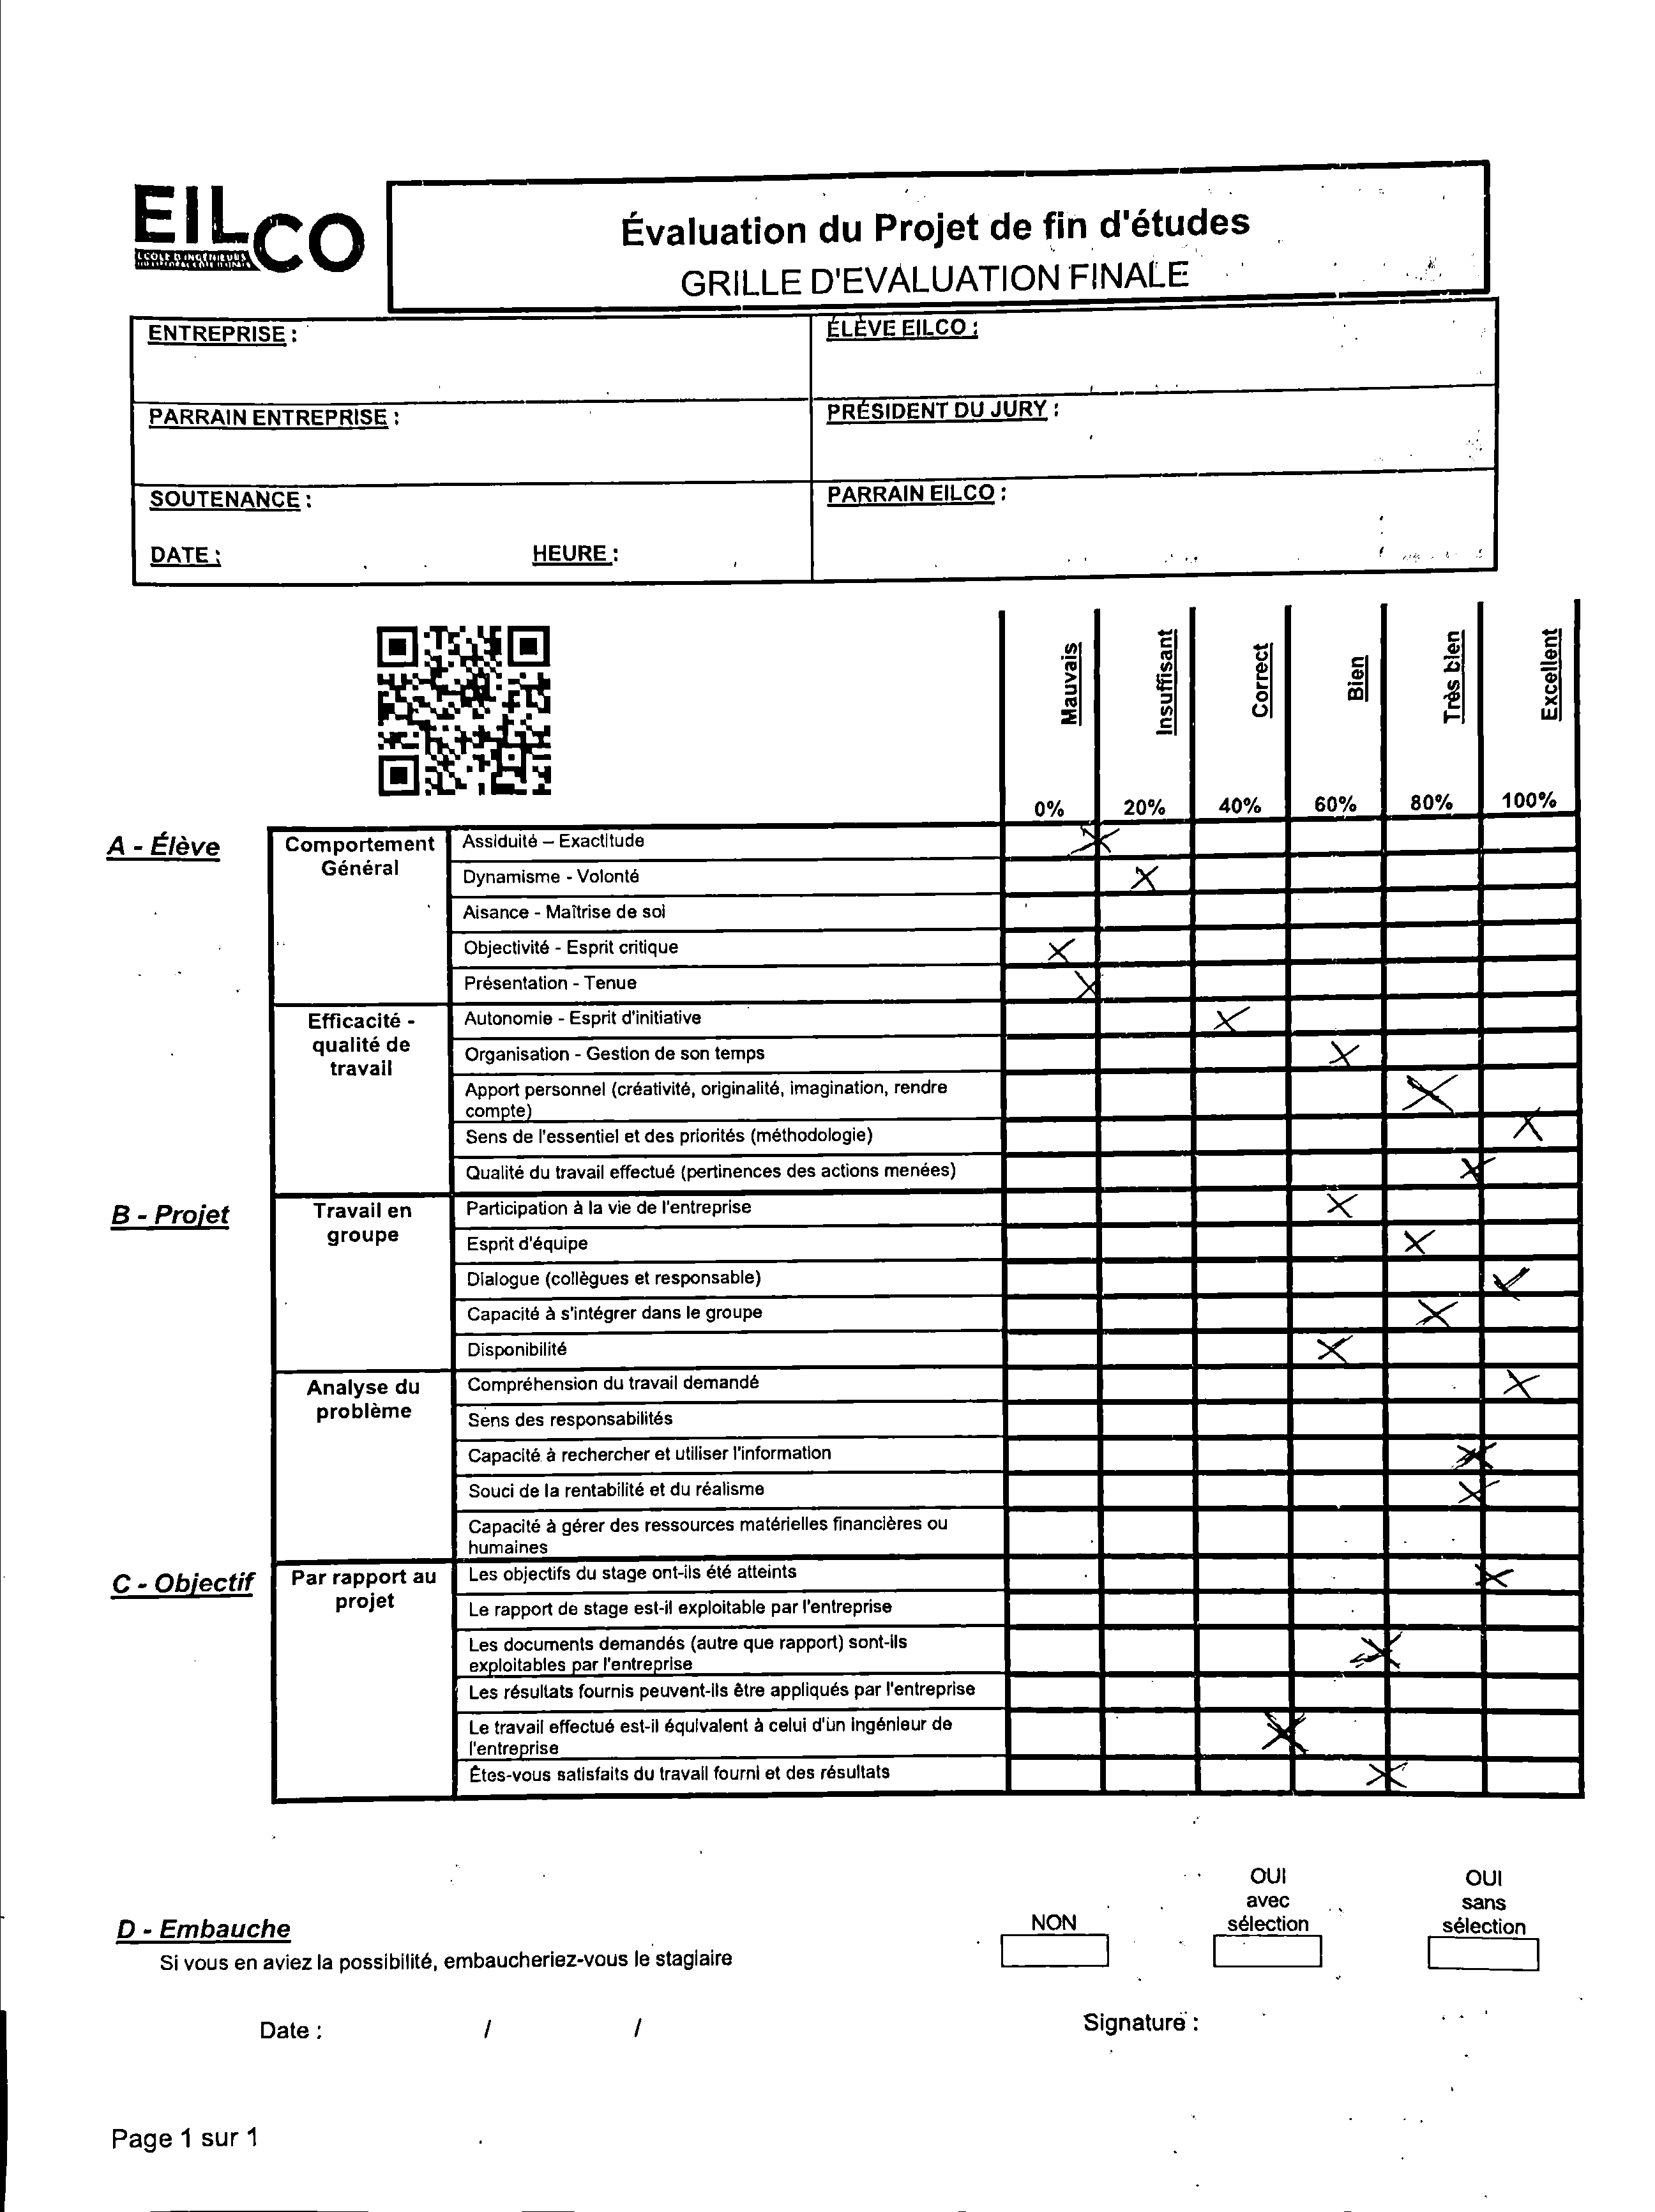 EILCO
ÉCOLE D'INGÉNIEURS
Évaluation du Projet de fin d'études
GRILLE D'EVALUATION FINALE
ENTREPRISE :
ÉLÈVE EILCO :
PARRAIN ENTREPRISE :
PRÉSIDENT DU JURY :
SOUTENANCE :
PARRAIN EILCO :
DATE :
HEURE :
Mauvais
Insuffisant
Correct
Bien
Très bien
Excellent
0% 20% 40% 60% 80% 100%
A - Élève
Comportement
Général
Assiduité – Exactitude
Dynamisme - Volonté
Aisance - Maîtrise de soi
Objectivité - Esprit critique
Présentation - Tenue
Efficacité -
qualité de
travail
Autonomie - Esprit d'initiative
Organisation - Gestion de son temps
Apport personnel (créativité, originalité, imagination, rendre
compte)
Sens de l'essentiel et des priorités (méthodologie)
Qualité du travail effectué (pertinences des actions menées)
B - Projet
Travail en
groupe
Participation à la vie de l'entreprise
Esprit d'équipe
Dialogue (collègues et responsable)
Capacité à s'intégrer dans le groupe
Disponibilité
Analyse du
problème
Compréhension du travail demandé
Sens des responsabilités
Capacité à rechercher et utiliser l'information
Souci de la rentabilité et du réalisme
Capacité à gérer des ressources matérielles financières ou
humaines
C - Objectif
Par rapport au
projet
Les objectifs du stage ont-ils été atteints
Le rapport de stage est-il exploitable par l'entreprise
Les documents demandés (autre que rapport) sont-ils
exploitables par l'entreprise
Les résultats fournis peuvent-ils être appliqués par l'entreprise
Le travail effectué est-il équivalent à celui d'un ingénieur de
l'entreprise
Êtes-vous satisfaits du travail fourni et des résultats
D - Embauche
Si vous en aviez la possibilité, embaucheriez-vous le stagiaire
NON
OUI
avec
sélection
OUI
sans
sélection
Date : / /
Signature :
Page 1 sur 1